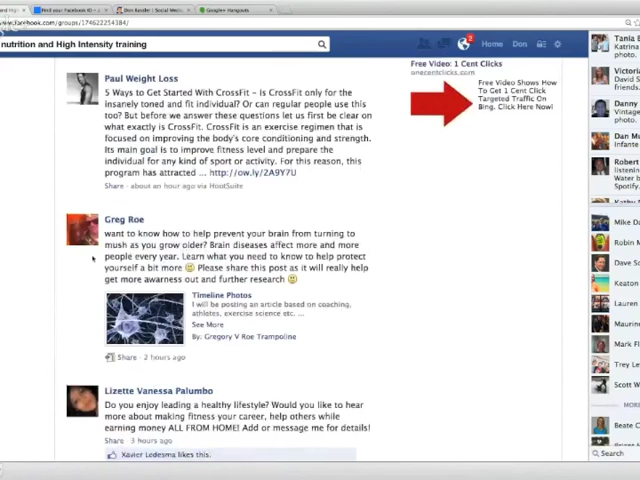 Find your Facebook ID
Don Kessler | Social Media
Google+ Hangouts
www.facebook.com/groups/174622254384/
nutrition and High Intensity training
2
Home
Don
Paul Weight Loss
5 Ways to Get Started With CrossFit – Is CrossFit only for the
insanely toned and fit individual? Or can regular people use this
too? But before we answer these questions let us first be clear on
what exactly is CrossFit. CrossFit is an exercise regimen that is
focused on improving the body's core conditioning and strength.
Its main goal is to improve fitness level and prepare the
individual for any kind of sport or activity. For this reason, this
program has attracted ... http://ow.ly/2A9Y7U
Share · about an hour ago via HootSuite
Greg Roe
want to know how to help prevent your brain from turning to
mush as you grow older? Brain diseases affect more and more
people every year. Learn what you need to know to help protect
yourself a bit more Please share this post as it will really help
get more awarness out and further research
Timeline Photos
I will be posting an article based on coaching,
athletes, exercise science etc. ...
See More
By: Gregory V Roe Trampoline
Share · 2 hours ago
Lizette Vanessa Palumbo
Do you enjoy leading a healthy lifestyle? Would you like to hear
more about making fitness your career, help others while
earning money ALL FROM HOME! Add or message me for details!
Share · 3 hours ago
Xavier Ledesma likes this.
Free Video: 1 Cent Clicks
onecentclicks.com
Free Video Shows How
To Get 1 Cent Click
Targeted Traffic On
Bing. Click Here Now!
Tania
Victoria
David S
friends
Danny
Dan Mu
Infante
Robert
listening
Watern
Spotify.
Mike Da
Robin M
Dave Sc
Keaton
Lauren
Maurine
Mark Fl
Trey Le
Scott W
MORE
Beate C
Search